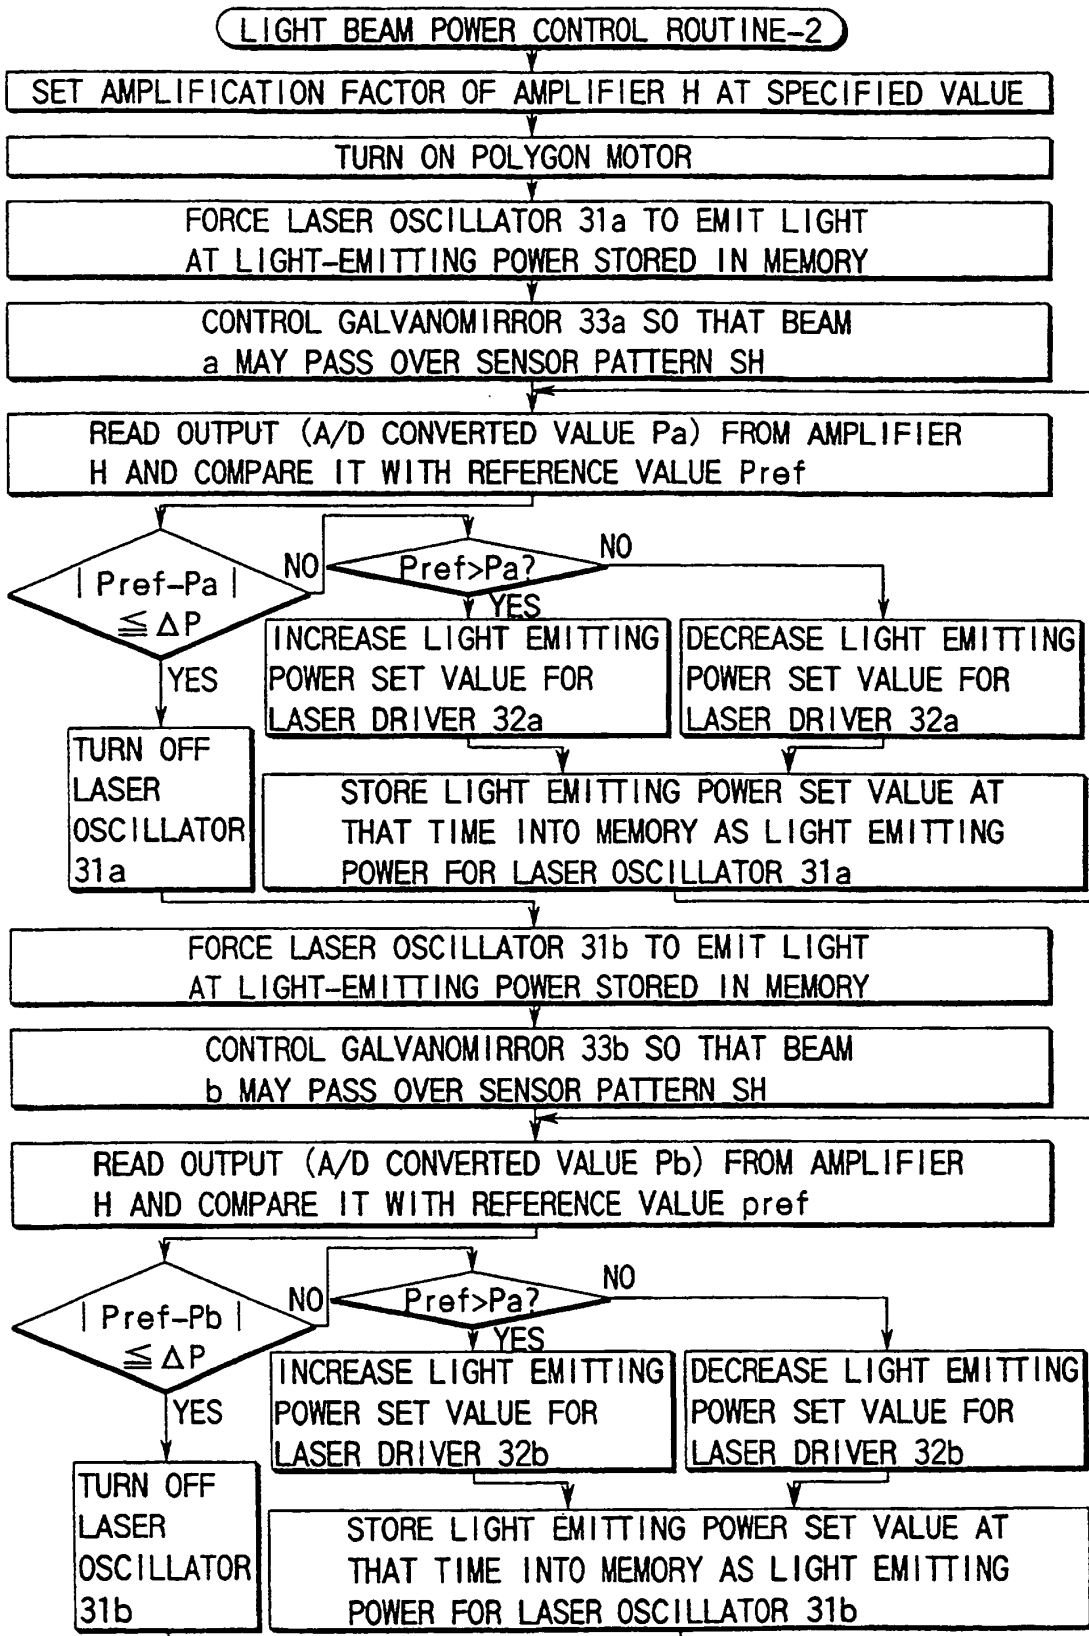 LIGHT BEAM POWER CONTROL ROUTINE-2
SET AMPLIFICATION FACTOR OF AMPLIFIER H AT SPECIFIED VALUE
TURN ON POLYGON MOTOR
FORCE LASER OSCILLATOR 31a TO EMIT LIGHT
AT LIGHT-EMITTING POWER STORED IN MEMORY
CONTROL GALVANOMIRROR 33a SO THAT BEAM
a MAY PASS OVER SENSOR PATTERN SH
READ OUTPUT (A/D CONVERTED VALUE Pa) FROM AMPLIFIER
H AND COMPARE IT WITH REFERENCE VALUE Pref
| Pref-Pa |
≦ ΔP
NO
Pref>Pa?
NO
YES
YES
INCREASE LIGHT EMITTING
POWER SET VALUE FOR
LASER DRIVER 32a
DECREASE LIGHT EMITTING
POWER SET VALUE FOR
LASER DRIVER 32a
TURN OFF
LASER
OSCILLATOR
31a
STORE LIGHT EMITTING POWER SET VALUE AT
THAT TIME INTO MEMORY AS LIGHT EMITTING
POWER FOR LASER OSCILLATOR 31a
FORCE LASER OSCILLATOR 31b TO EMIT LIGHT
AT LIGHT-EMITTING POWER STORED IN MEMORY
CONTROL GALVANOMIRROR 33b SO THAT BEAM
b MAY PASS OVER SENSOR PATTERN SH
READ OUTPUT (A/D CONVERTED VALUE Pb) FROM AMPLIFIER
H AND COMPARE IT WITH REFERENCE VALUE pref
| Pref-Pb |
≦ ΔP
NO
Pref>Pa?
NO
YES
YES
INCREASE LIGHT EMITTING
POWER SET VALUE FOR
LASER DRIVER 32b
DECREASE LIGHT EMITTING
POWER SET VALUE FOR
LASER DRIVER 32b
TURN OFF
LASER
OSCILLATOR
31b
STORE LIGHT EMITTING POWER SET VALUE AT
THAT TIME INTO MEMORY AS LIGHT EMITTING
POWER FOR LASER OSCILLATOR 31b